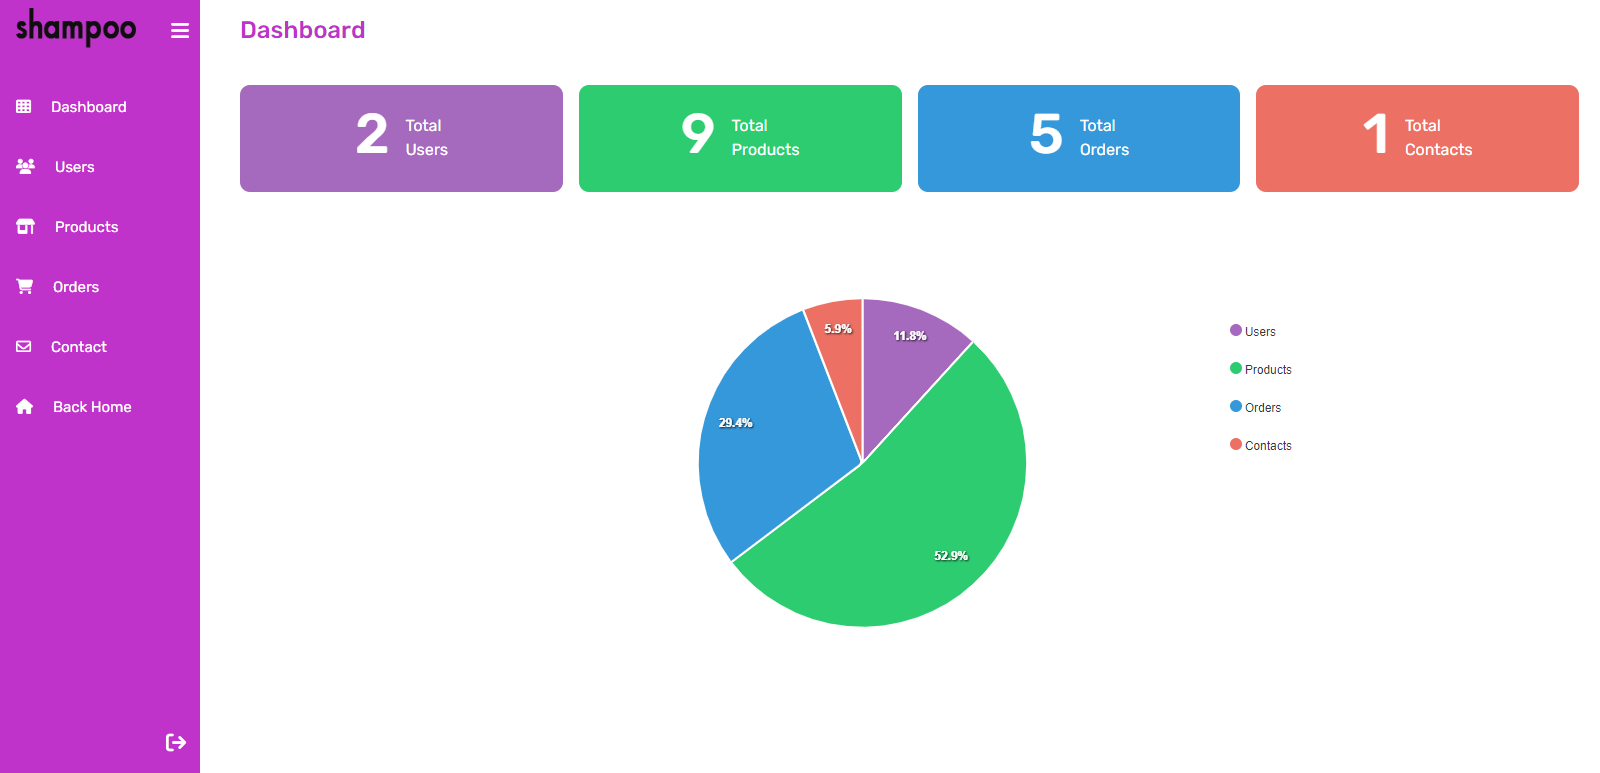 shampoo
Dashboard
Users
Products
Orders
Contact
Back Home
Dashboard
2 Total
Users
9 Total
Products
5 Total
Orders
1 Total
Contacts
5.9%
11.8%
29.4%
52.9%
Users
Products
Orders
Contacts